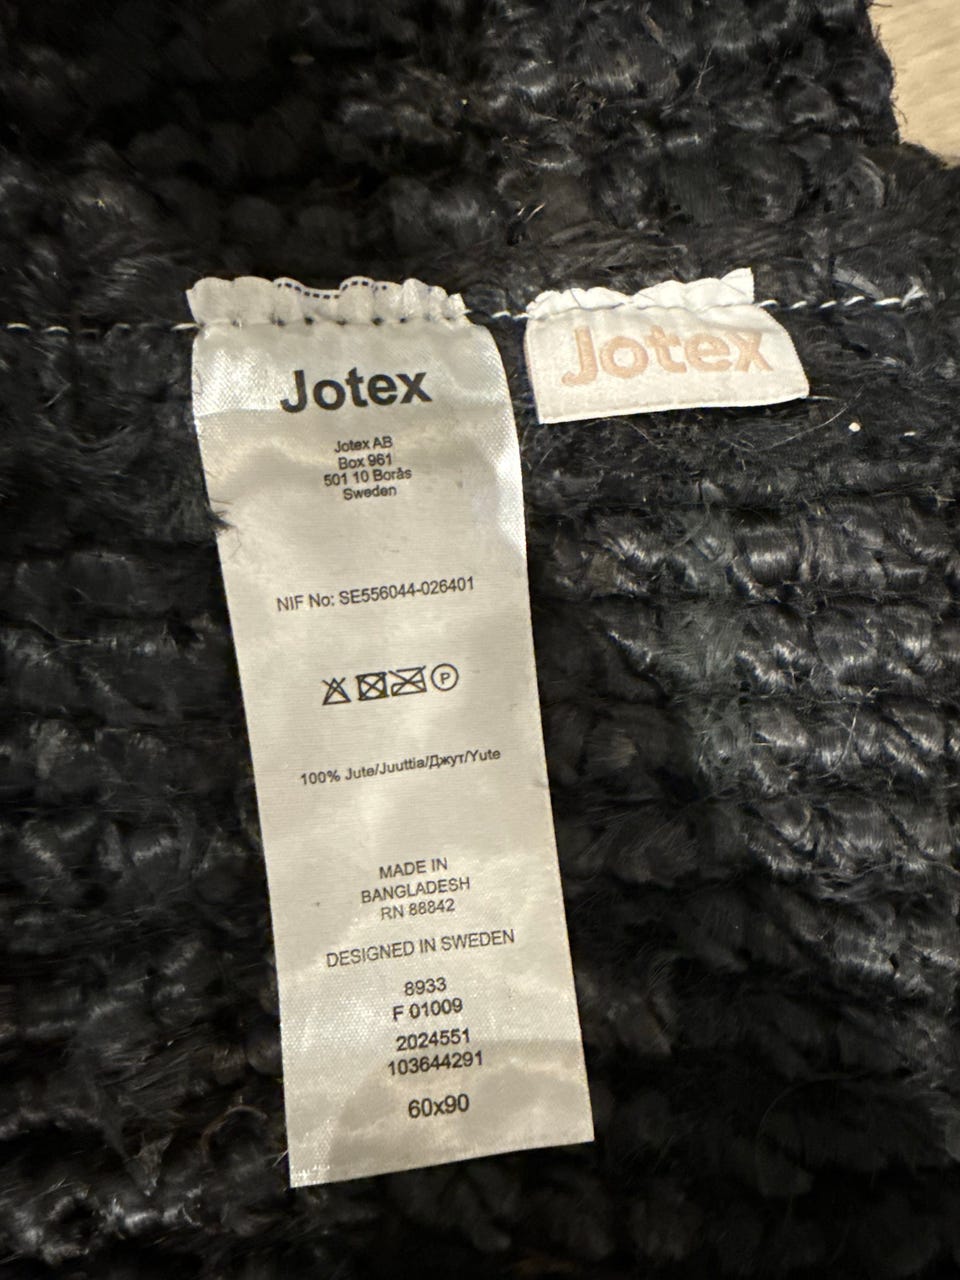 Jotex
Jotex AB
Box 961
501 10 Borås
Sweden
NIF No: SE556044-026401
P
100% Jute/Juuttia/Джут/Yute
MADE IN
BANGLADESH
RN 88842
DESIGNED IN SWEDEN
8933
F 01009
2024551
103644291
60x90
Jotex